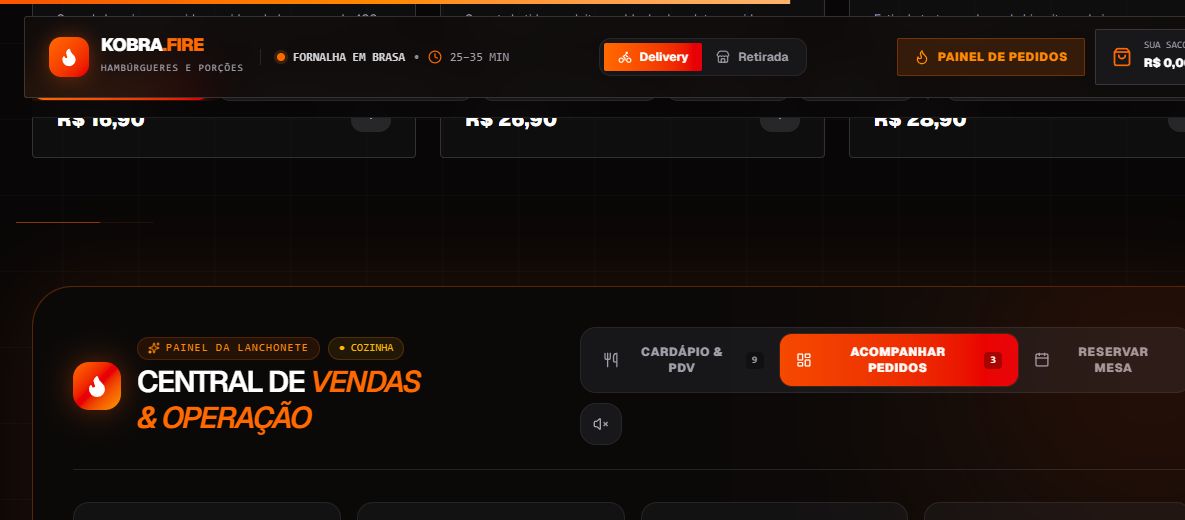 KOBRA.FIRE
HAMBÚRGUERES E PORÇÕES
FORNALHA EM BRASA • 25–35 MIN
Delivery
Retirada
PAINEL DE PEDIDOS
SUA SACO
R$ 0,0
R$ 16,90
R$ 26,90
R$ 28,90
PAINEL DA LANCHONETE
• COZINHA
CENTRAL DE VENDAS
& OPERAÇÃO
CARDÁPIO &
PDV
9
ACOMPANHAR
PEDIDOS
3
RESERVAR
MESA